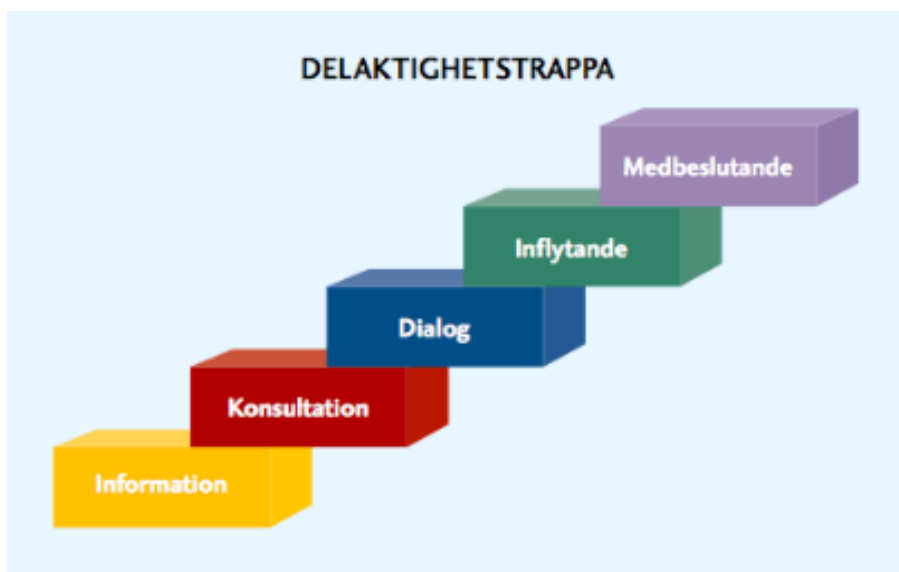 DELAKTIGHETSTRAPPA
Medbeslutande
Inflytande
Dialog
Konsultation
Information